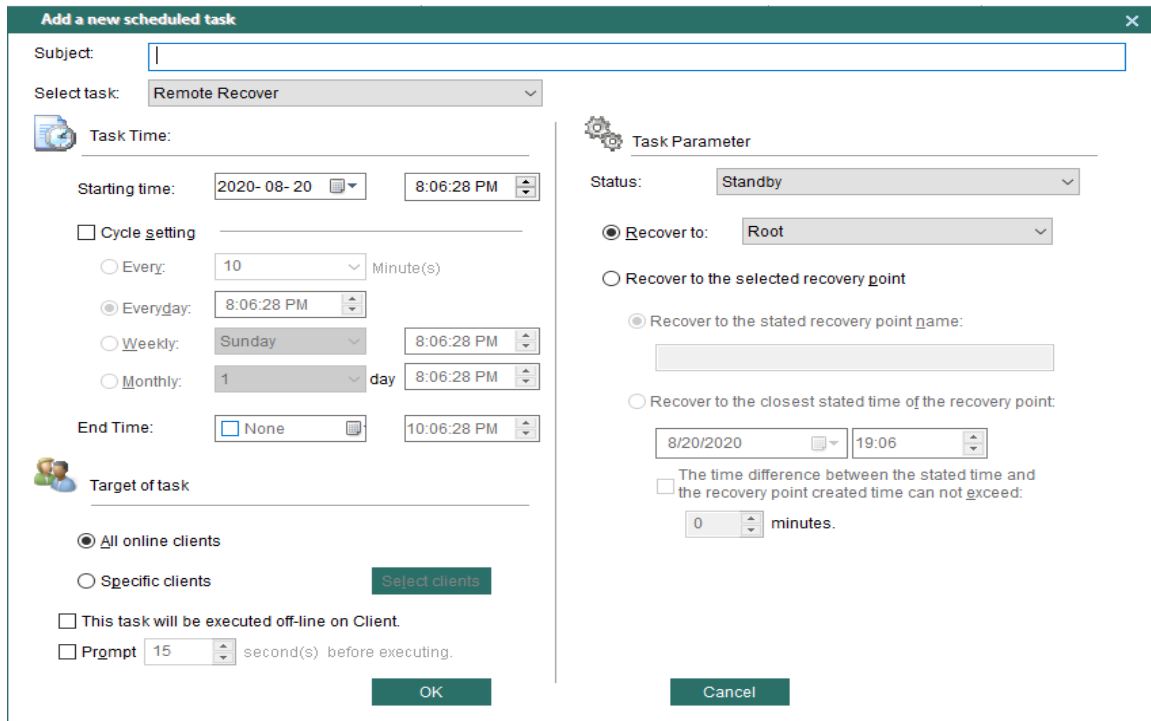 Add a new scheduled task
Subject:
Select task: Remote Recover
Task Time:
Starting time: 2020- 08- 20 8:06:28 PM
Cycle setting
Every: 10 Minute(s)
Everyday: 8:06:28 PM
Weekly: Sunday 8:06:28 PM
Monthly: 1 day 8:06:28 PM
End Time: None 10:06:28 PM
Target of task
All online clients
Specific clients Select clients
This task will be executed off-line on Client.
Prompt 15 second(s) before executing.
Task Parameter
Status: Standby
Recover to: Root
Recover to the selected recovery point
Recover to the stated recovery point name:
Recover to the closest stated time of the recovery point:
8/20/2020 19:06
The time difference between the stated time and
the recovery point created time can not exceed:
0 minutes.
OK Cancel